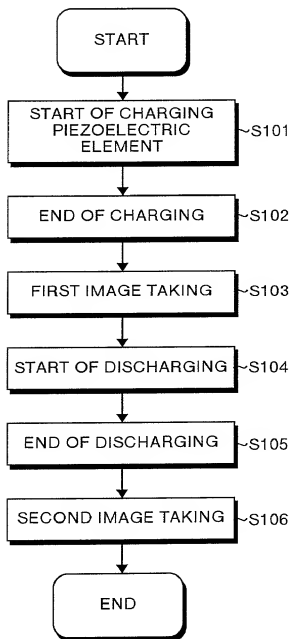 START
START OF CHARGING
PIEZOELECTRIC
ELEMENT
S101
END OF CHARGING
S102
FIRST IMAGE TAKING
S103
START OF DISCHARGING
S104
END OF DISCHARGING
S105
SECOND IMAGE TAKING
S106
END